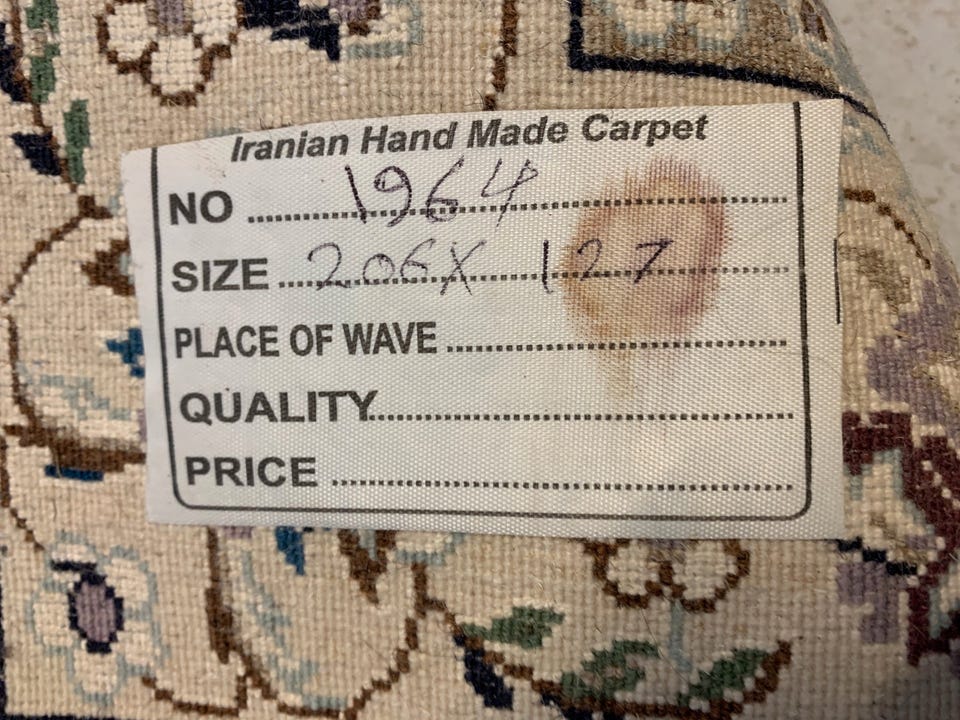 Iranian Hand Made Carpet
NO ........................ 1964
SIZE ........................ 206X 127
PLACE OF WAVE ........................
QUALITY ........................
PRICE ........................